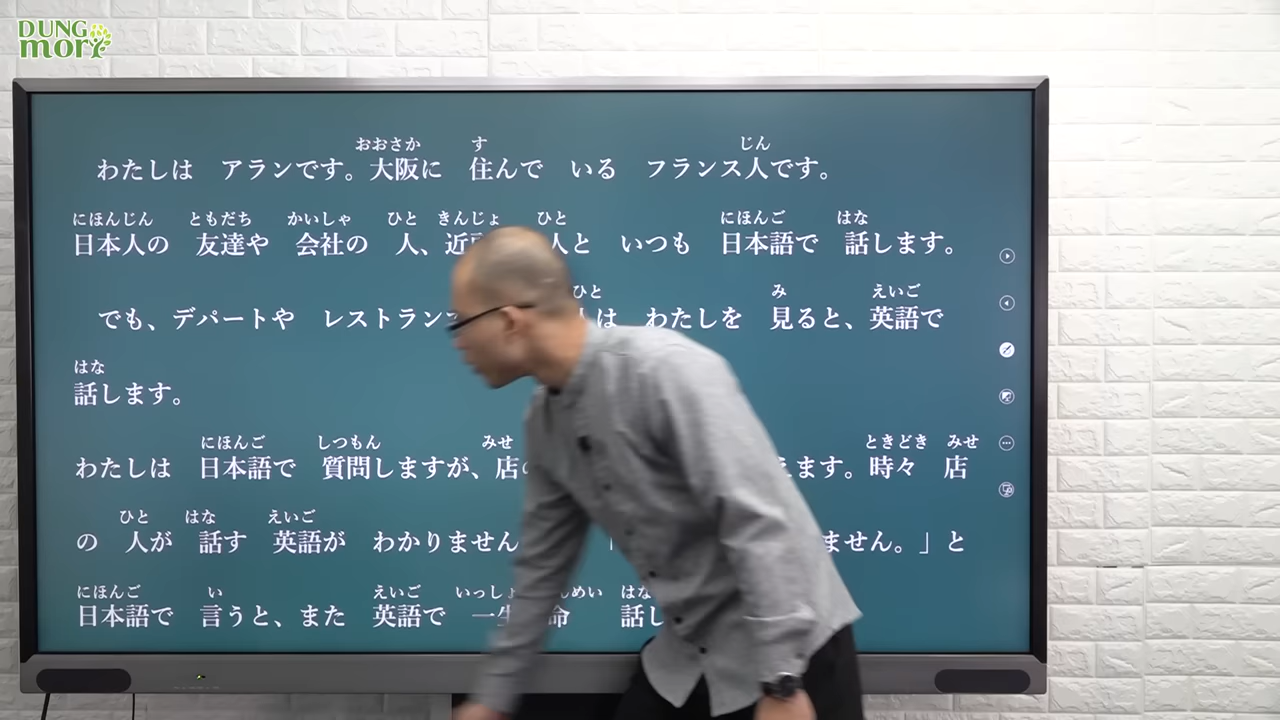 DUNG
mori
おおさか す じん
わたしは アランです。大阪に 住んで いる フランス人です。
にほんじん ともだち かいしゃ ひと きんじょ ひと にほんご はな
日本人の 友達や 会社の 人、近 人と いつも 日本語で 話します。
ひと み えいご
でも、デパートや レストラン は わたしを 見ると、英語で
はな
話します。
にほんご しつもん みせ ときどき みせ
わたしは 日本語で 質問しますが、店 ます。時々 店
ひと はな えいご
の 人が 話す 英語が わかりません 「 ません。」と
にほんご い えいご いっしょ めい はな
日本語で 言うと、また 英語で 一生 命 話し